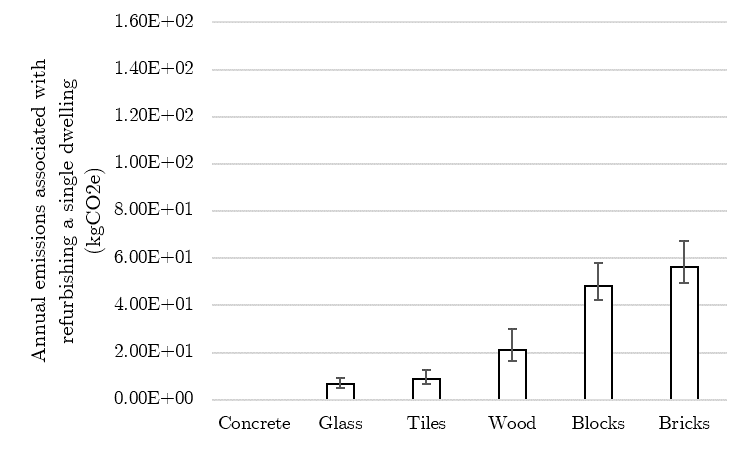 Annual emissions associated with
refurbishing a single dwelling
(kgCO2e)
1.60E+02
1.40E+02
1.20E+02
1.00E+02
8.00E+01
6.00E+01
4.00E+01
2.00E+01
0.00E+00
Concrete Glass Tiles Wood Blocks Bricks